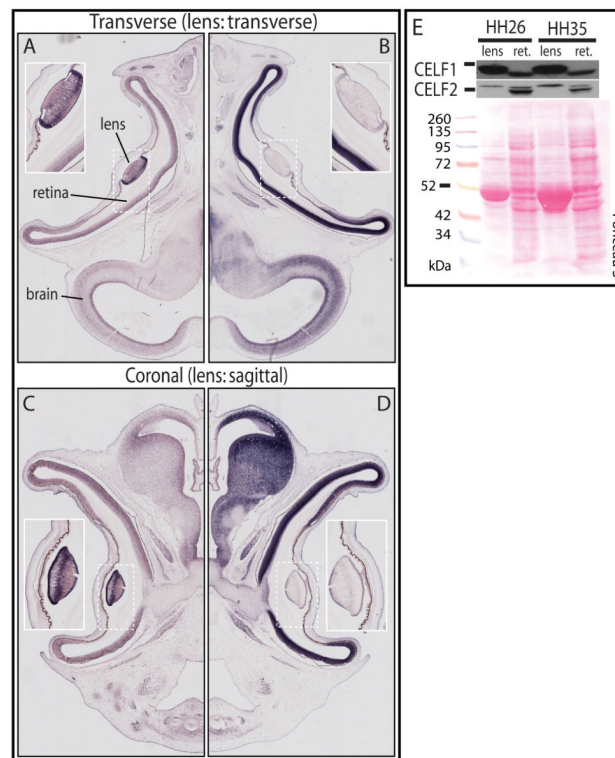 Transverse (lens: transverse)
A
B
lens
retina
brain
Coronal (lens: sagittal)
C
D
E
HH26 HH35
lens ret. lens ret.
CELF1
CELF2
260
135
95
72
52
42
34
kDa